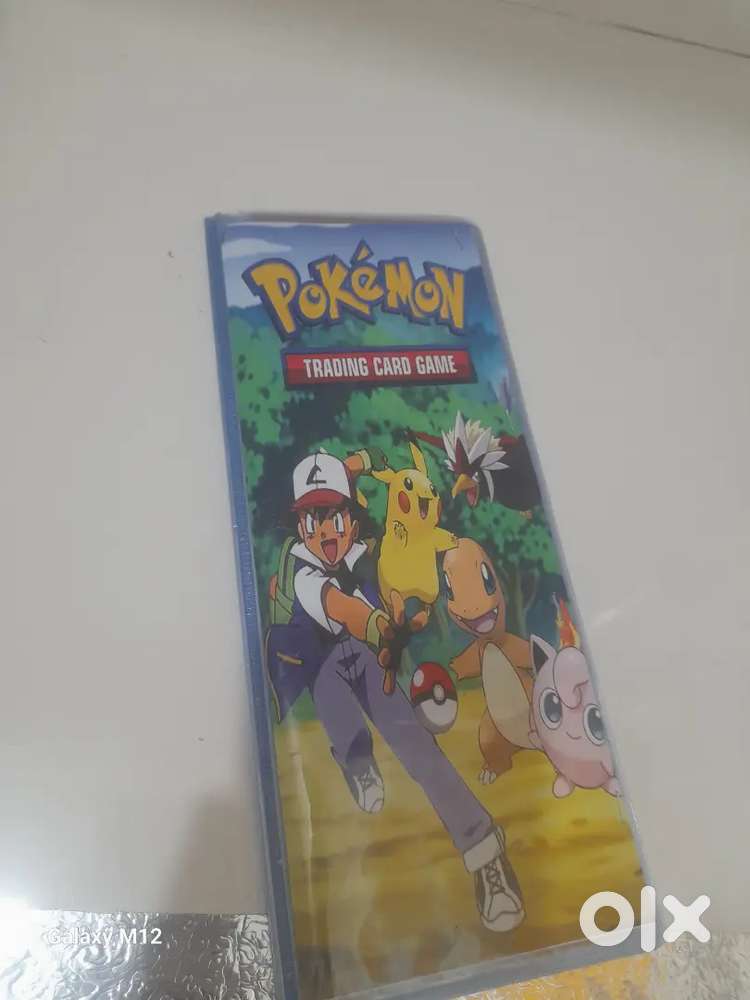 POKéMON
TRADING CARD GAME
Galaxy M12
olx